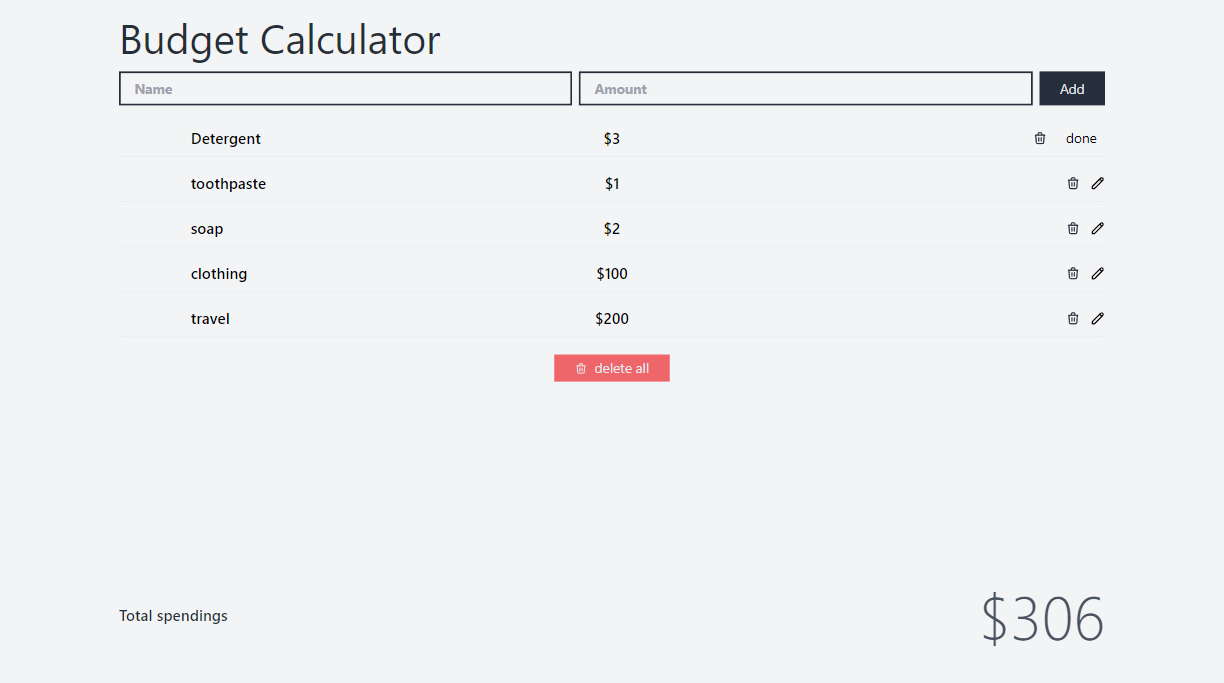 Budget Calculator
Name Amount Add
Detergent $3 done
toothpaste $1
soap $2
clothing $100
travel $200
delete all
Total spendings $306